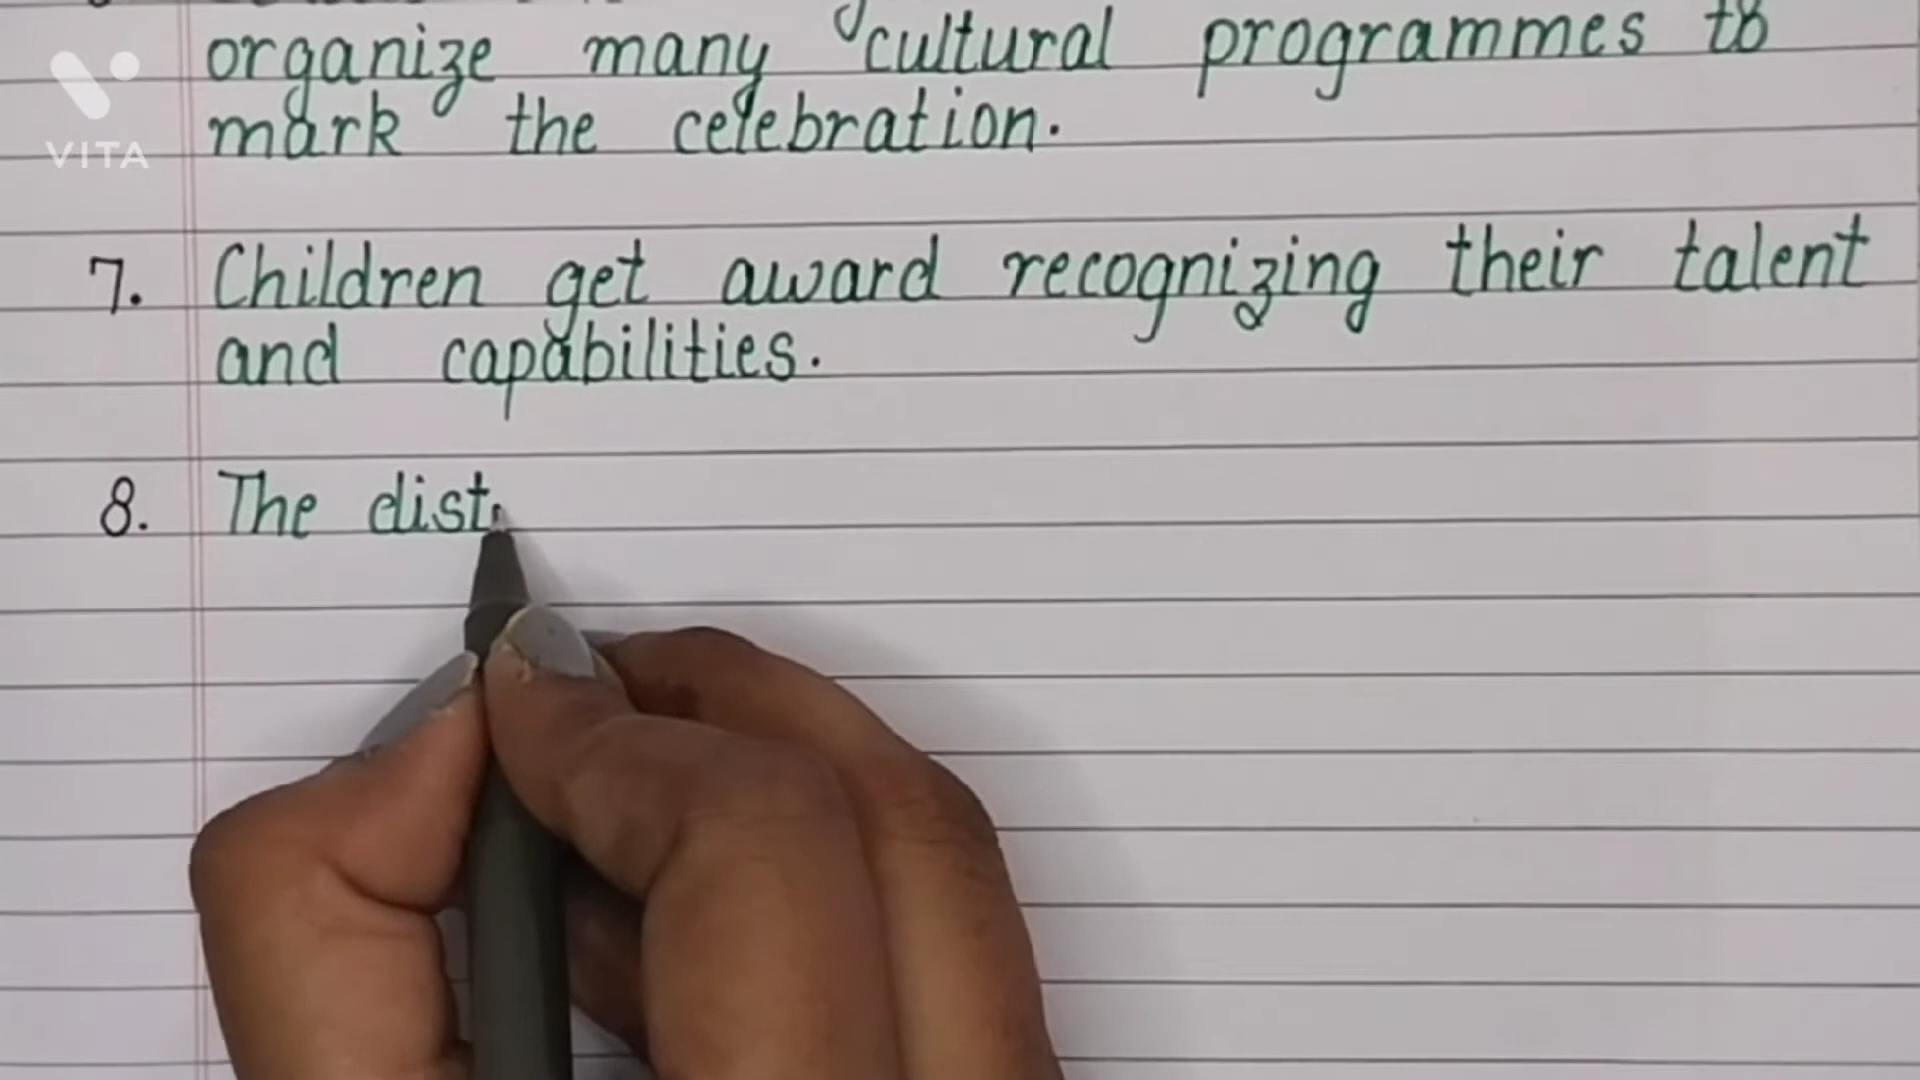 organize many cultural programmes to
mark the celebration.
VITA
7. Children get award recognizing their talent
and capabilities.
8. The dist